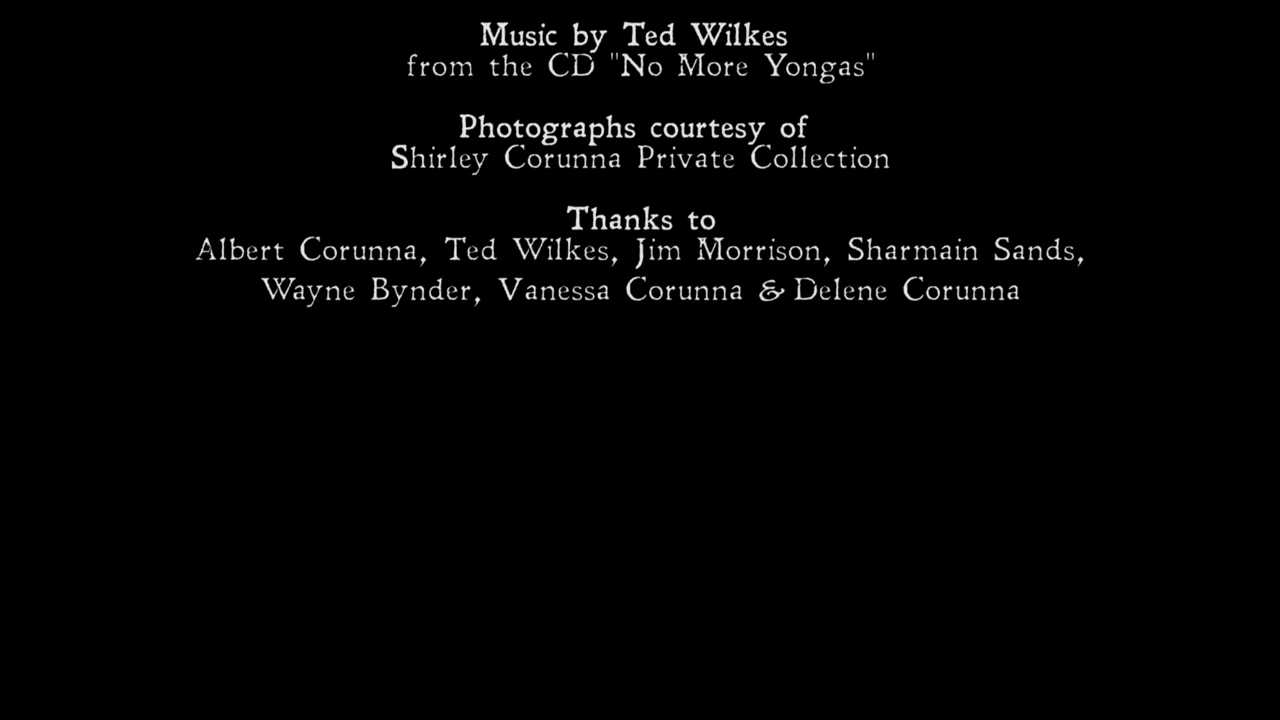 Music by Ted Wilkes
from the CD "No More Yongas"
Photographs courtesy of
Shirley Corunna Private Collection
Thanks to
Albert Corunna, Ted Wilkes, Jim Morrison, Sharmain Sands,
Wayne Bynder, Vanessa Corunna & Delene Corunna